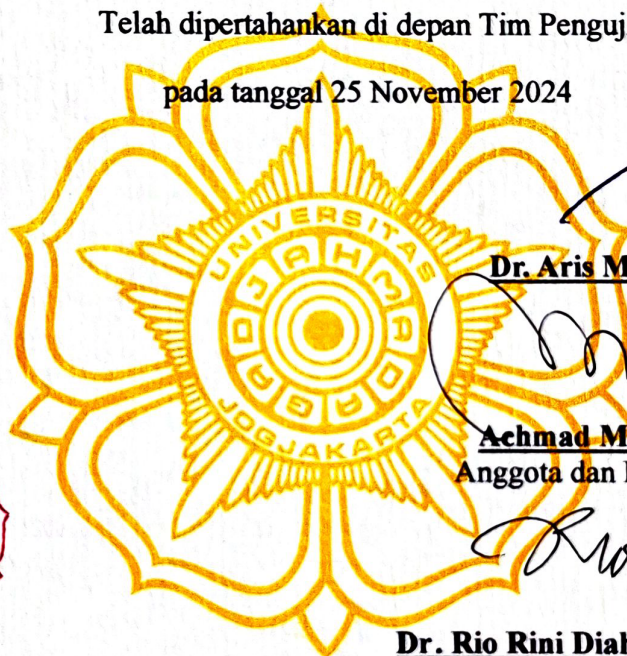 Telah dipertahankan di depan Tim Penguj
pada tanggal 25 November 2024
UNIVERSITAS
GADJAH MADA
JOGJAKARTA
Dr. Aris M
Achmad M
Anggota dan
Dr. Rio Rini Diah